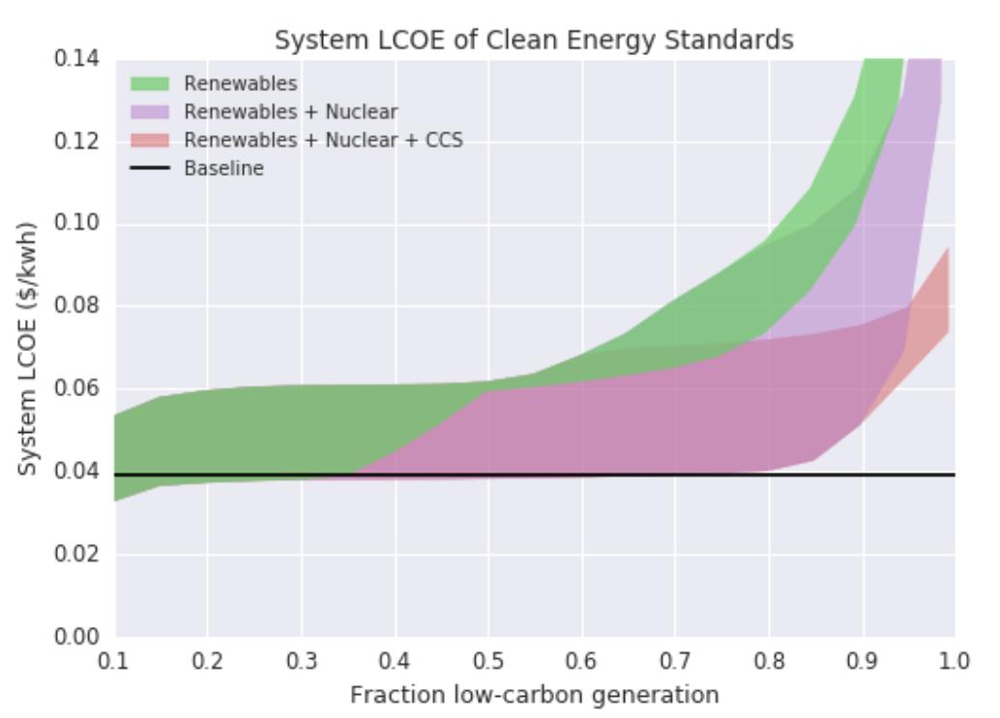 System LCOE of Clean Energy Standards
0.14
0.12
0.10
0.08
0.06
0.04
0.02
0.00
System LCOE ($/kwh)
Renewables
Renewables + Nuclear
Renewables + Nuclear + CCS
Baseline
0.1 0.2 0.3 0.4 0.5 0.6 0.7 0.8 0.9 1.0
Fraction low-carbon generation